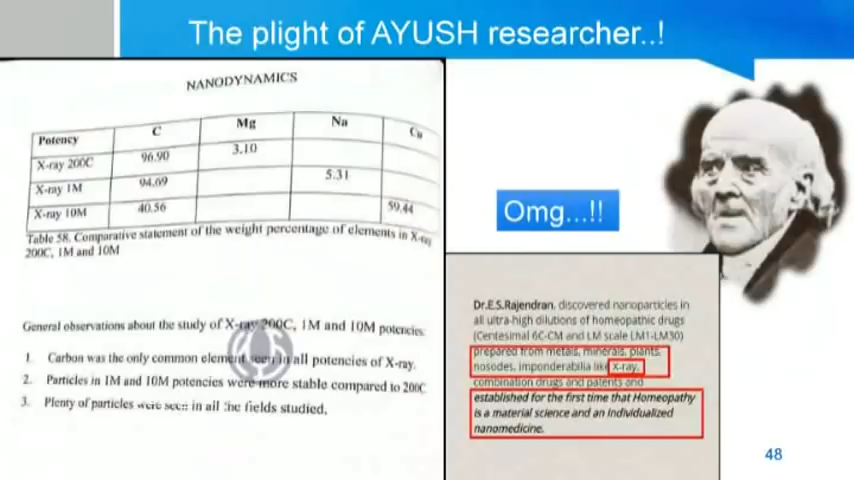 The plight of AYUSH researcher..!
NANODYNAMICS
Potency C Mg Na Cu
X-ray 200C 96.90 3.10
X-ray 1M 94.69 5.31
X-ray 10M 40.56 59.44
Table 58. Comparative statement of the weight percentage of elements in X-ray
200C, 1M and 10M
General observations about the study of X-ray 200C, 1M and 10M potencies:
1. Carbon was the only common element seen in all potencies of X-ray.
2. Particles in 1M and 10M potencies were more stable compared to 200C
3. Plenty of particles were seen in all the fields studied.
Omg...!!
Dr.E.S.Rajendran, discovered nanoparticles in
all ultra-high dilutions of homeopathic drugs
(Centesimal 6C-CM and LM scale LM1-LM30)
prepared from metals, minerals, plants,
nosodes, imponderabilia like X-ray,
combination drugs and patents and
established for the first time that Homeopathy
is a material science and an individualized
nanomedicine.
48